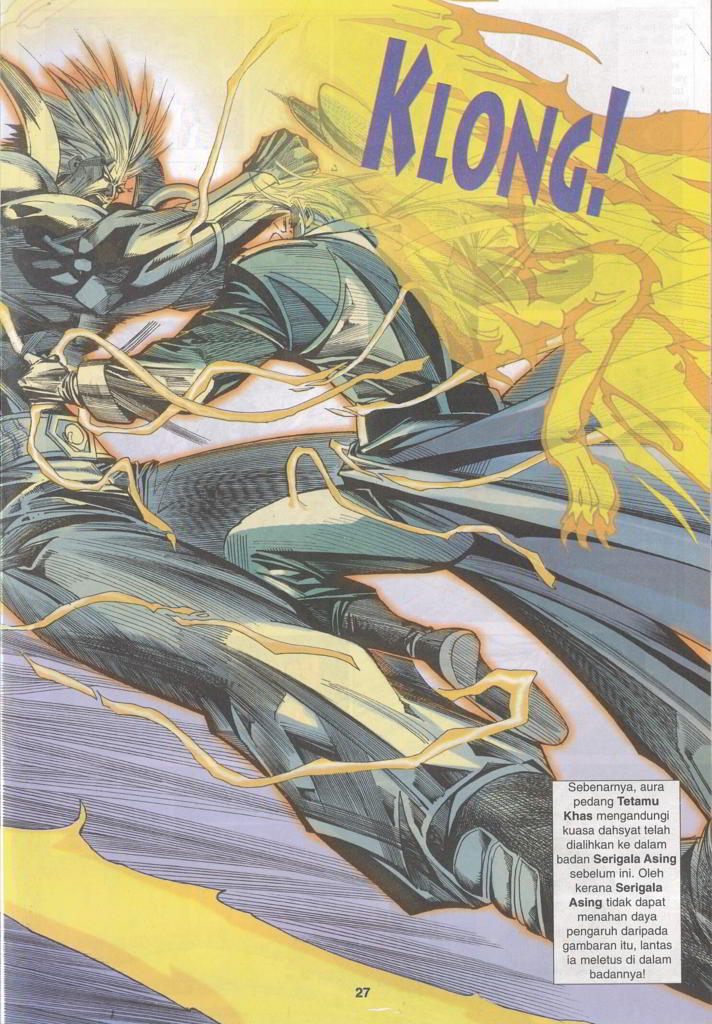 KLONG!
Sebenarnya, aura
pedang Tetamu
Khas mengandungi
kuasa dahsyat telah
dialihkan ke dalam
badan Serigala Asing
sebelum ini. Oleh
kerana Serigala
Asing tidak dapat
menahan daya
pengaruh daripada
gambaran itu, lantas
ia meletus di dalam
badannya!
27